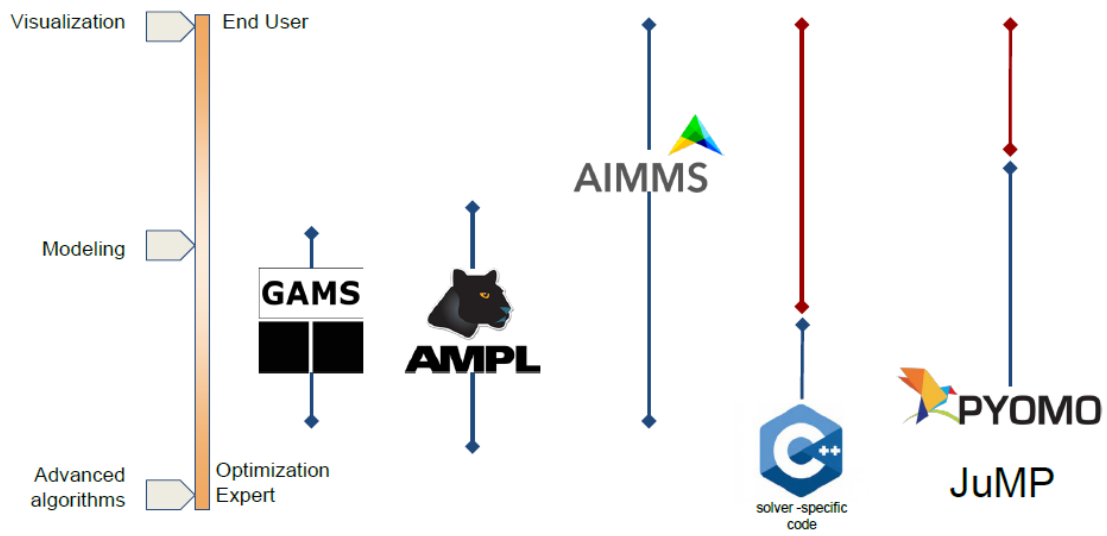 Visualization
End User
AIMMS
Modeling
GAMS
AMPL
PYOMO
C++
Advanced
algorithms
Optimization
Expert
JuMP
solver -specific
code